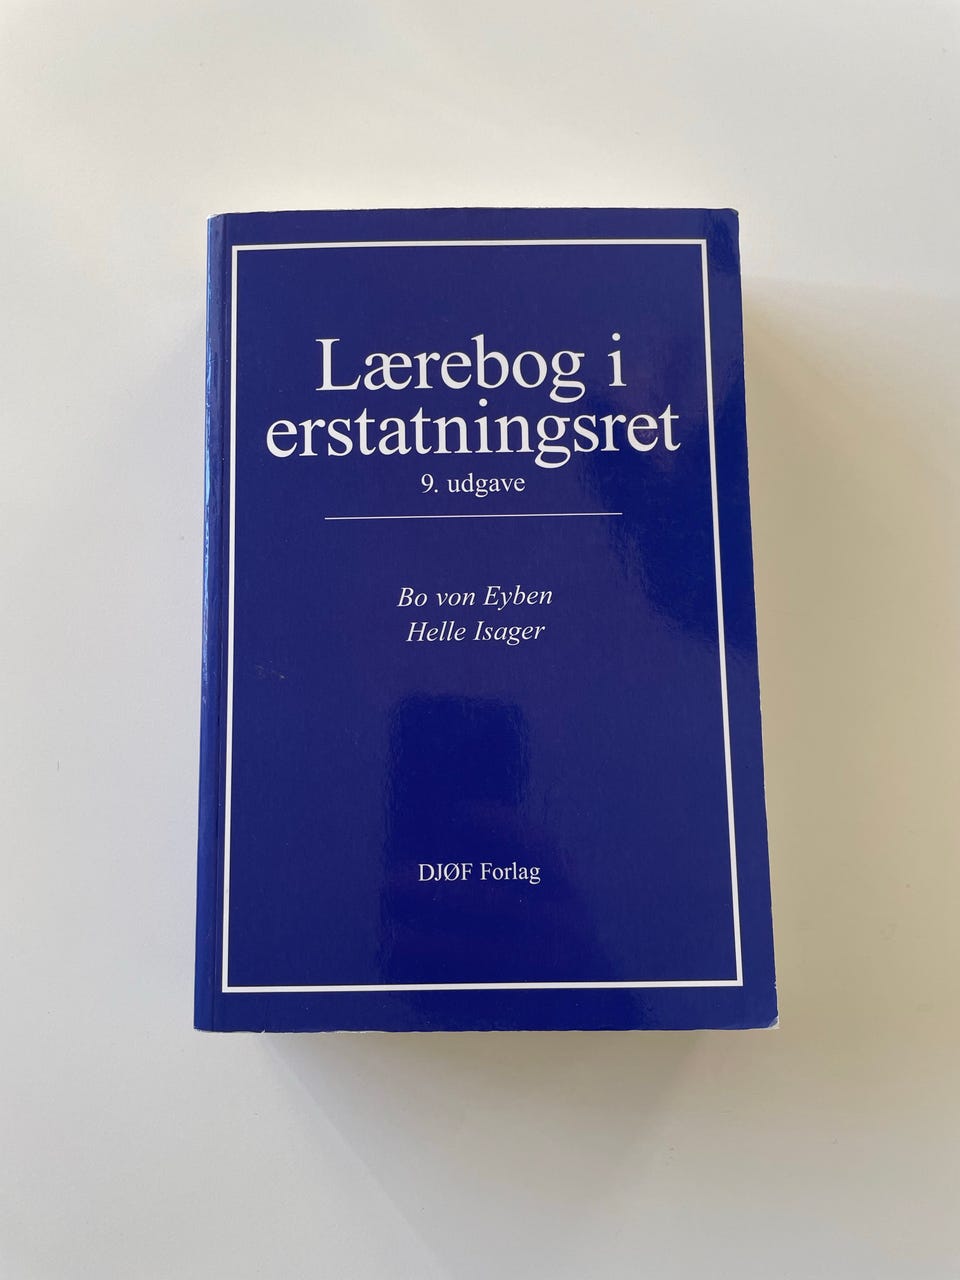 Lærebog i
erstatningsret
9. udgave
Bo von Eyben
Helle Isager
DJØF Forlag